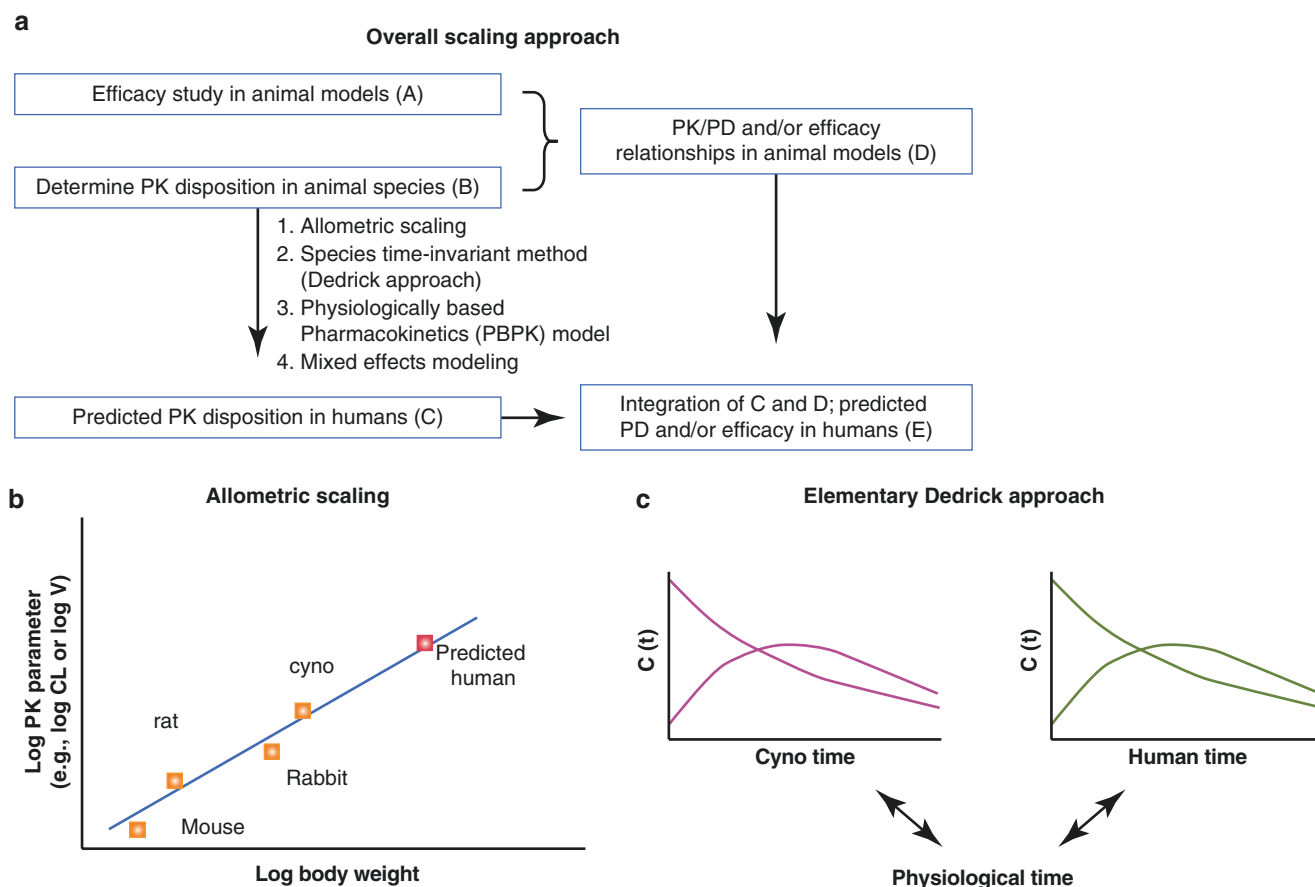 a
Overall scaling approach
Efficacy study in animal models (A)
Determine PK disposition in animal species (B)
PK/PD and/or efficacy
relationships in animal models (D)
1. Allometric scaling
2. Species time-invariant method
(Dedrick approach)
3. Physiologically based
Pharmacokinetics (PBPK) model
4. Mixed effects modeling
Predicted PK disposition in humans (C)
Integration of C and D; predicted
PD and/or efficacy in humans (E)
b
Allometric scaling
Log PK parameter
(e.g., log CL or log V)
Mouse
rat
Rabbit
cyno
Predicted
human
Log body weight
c
Elementary Dedrick approach
C (t)
Cyno time
C (t)
Human time
Physiological time